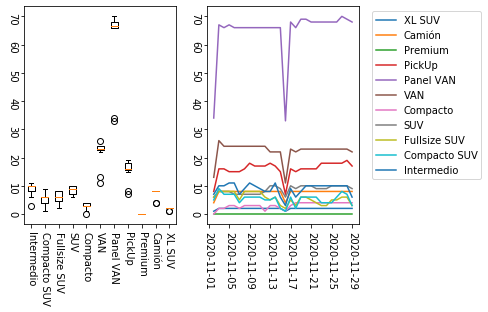 70
60
50
40
30
20
10
0
Intermedio
Compacto SUV
Fullsize SUV
SUV
Compacto
VAN
Panel VAN
PickUp
Premium
Camión
XL SUV
70
60
50
40
30
20
10
0
2020-11-01
2020-11-05
2020-11-09
2020-11-13
2020-11-17
2020-11-21
2020-11-25
2020-11-29
XL SUV
Camión
Premium
PickUp
Panel VAN
VAN
Compacto
SUV
Fullsize SUV
Compacto SUV
Intermedio